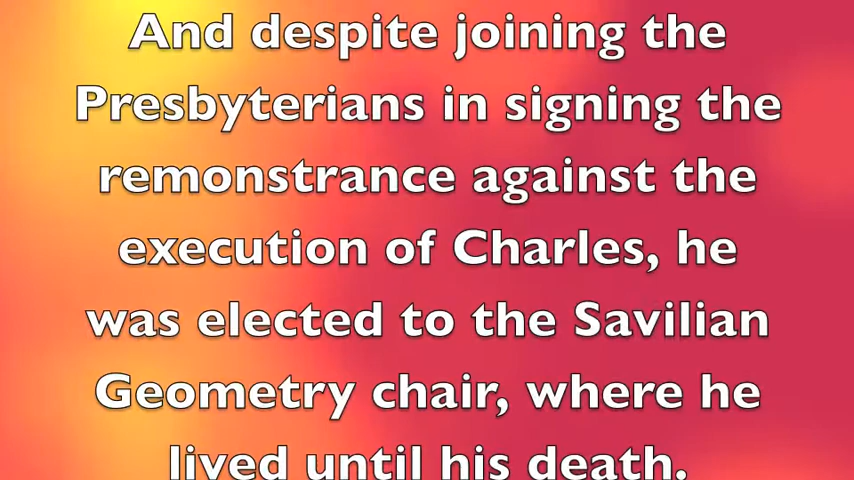 And despite joining the
Presbyterians in signing the
remonstrance against the
execution of Charles, he
was elected to the Savilian
Geometry chair, where he
lived until his death.